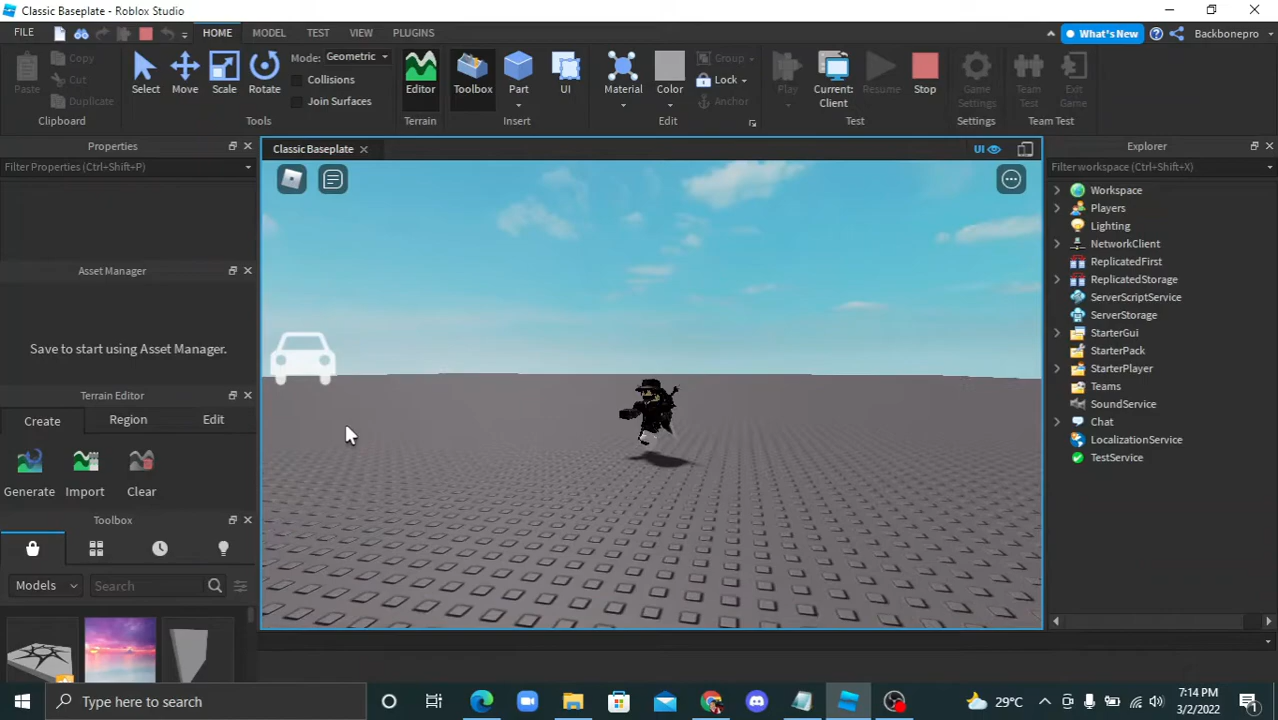 Classic Baseplate - Roblox Studio
FILE
HOME
MODEL
TEST
VIEW
PLUGINS
What's New
Backbonepro
Paste
Copy
Cut
Duplicate
Clipboard
Select
Move
Scale
Rotate
Mode: Geometric
Collisions
Join Surfaces
Tools
Editor
Terrain
Toolbox
Part
UI
Insert
Material
Color
Group
Lock
Anchor
Edit
Play
Current:
Client
Resume
Stop
Test
Game
Settings
Settings
Team
Test
Exit
Game
Team Test
Properties
Filter Properties (Ctrl+Shift+P)
Asset Manager
Save to start using Asset Manager.
Terrain Editor
Create
Region
Edit
Generate
Import
Clear
Toolbox
Models
Search
Classic Baseplate
UI
Explorer
Filter workspace (Ctrl+Shift+X)
Workspace
Players
Lighting
NetworkClient
ReplicatedFirst
ReplicatedStorage
ServerScriptService
ServerStorage
StarterGui
StarterPack
StarterPlayer
Teams
SoundService
Chat
LocalizationService
TestService
Type here to search
29°C
7:14 PM
3/2/2022
1